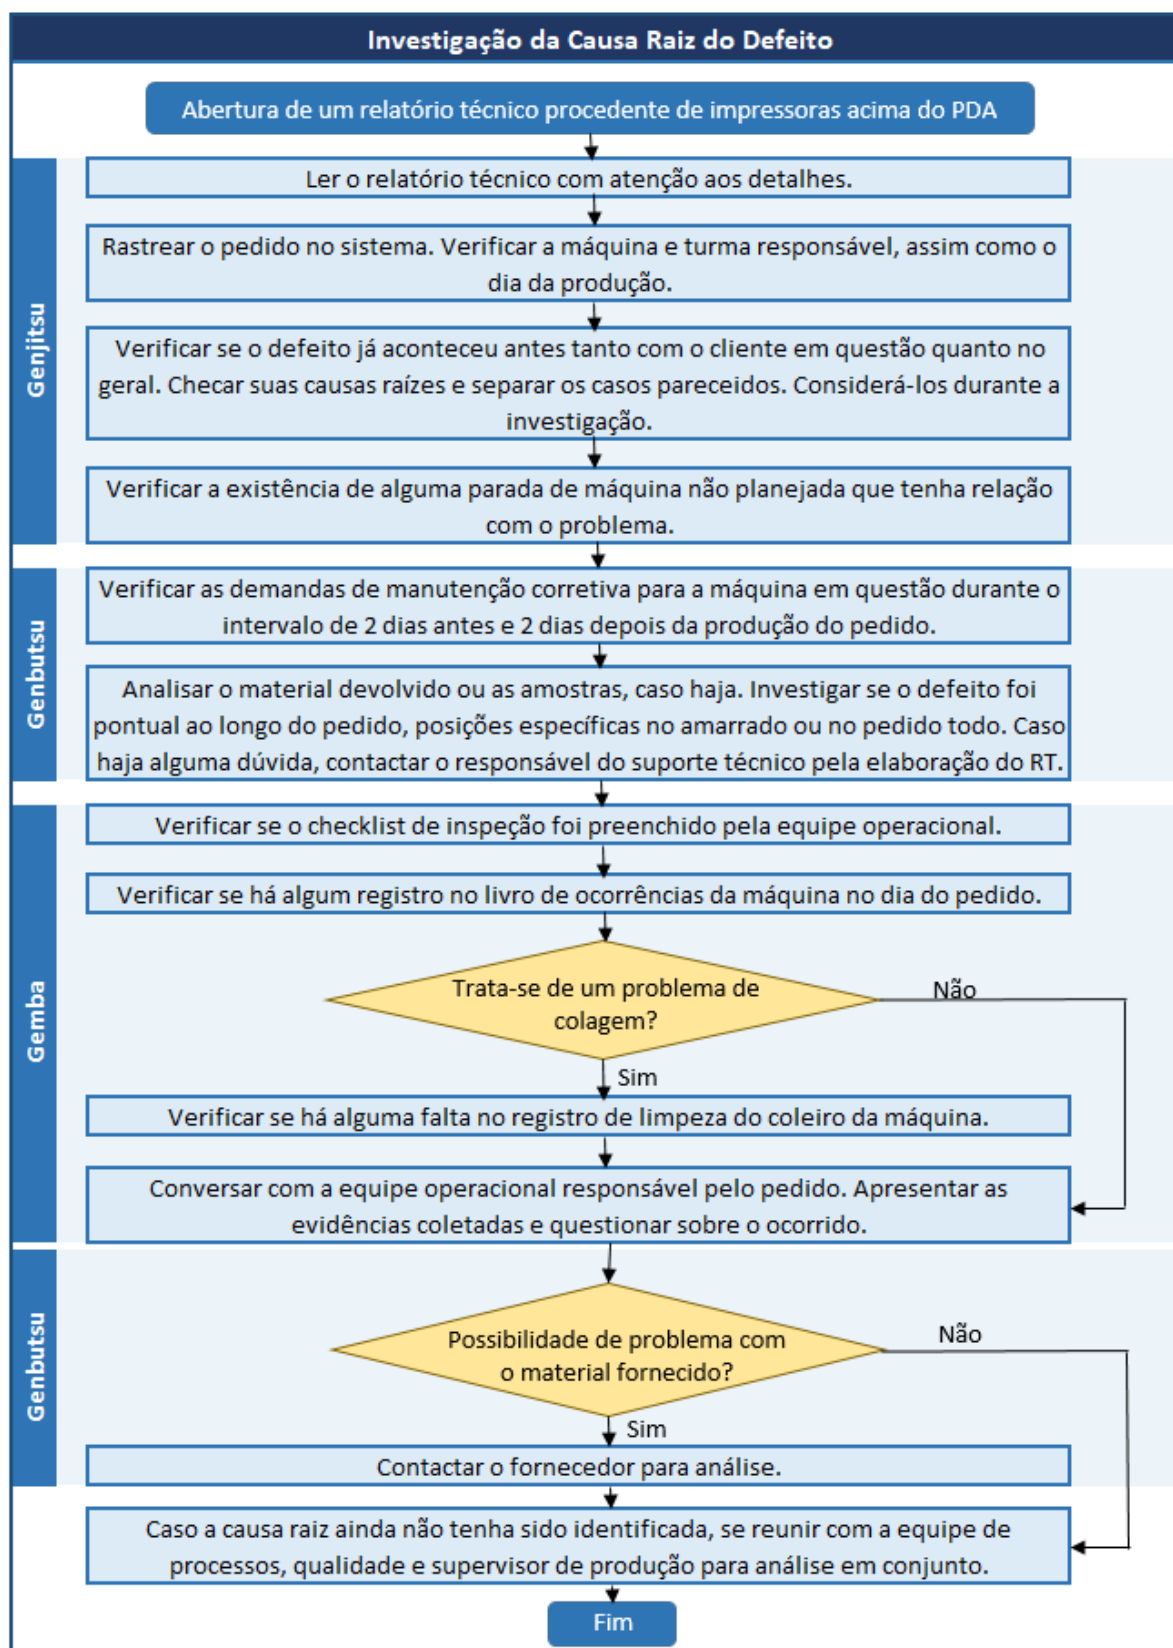 Investigação da Causa Raiz do Defeito
Abertura de um relatório técnico procedente de impressoras acima do PDA
Genjitsu
Ler o relatório técnico com atenção aos detalhes.
Rastrear o pedido no sistema. Verificar a máquina e turma responsável, assim como o
dia da produção.
Verificar se o defeito já aconteceu antes tanto com o cliente em questão quanto no
geral. Checar suas causas raízes e separar os casos pareceidos. Considerá-los durante a
investigação.
Verificar a existência de alguma parada de máquina não planejada que tenha relação
com o problema.
Genbutsu
Verificar as demandas de manutenção corretiva para a máquina em questão durante o
intervalo de 2 dias antes e 2 dias depois da produção do pedido.
Analisar o material devolvido ou as amostras, caso haja. Investigar se o defeito foi
pontual ao longo do pedido, posições específicas no amarrado ou no pedido todo. Caso
haja alguma dúvida, contactar o responsável do suporte técnico pela elaboração do RT.
Gemba
Verificar se o checklist de inspeção foi preenchido pela equipe operacional.
Verificar se há algum registro no livro de ocorrências da máquina no dia do pedido.
Trata-se de um problema de
colagem?
Não
Sim
Verificar se há alguma falta no registro de limpeza do coleiro da máquina.
Conversar com a equipe operacional responsável pelo pedido. Apresentar as
evidências coletadas e questionar sobre o ocorrido.
Genbutsu
Possibilidade de problema com
o material fornecido?
Não
Sim
Contactar o fornecedor para análise.
Caso a causa raiz ainda não tenha sido identificada, se reunir com a equipe de
processos, qualidade e supervisor de produção para análise em conjunto.
Fim